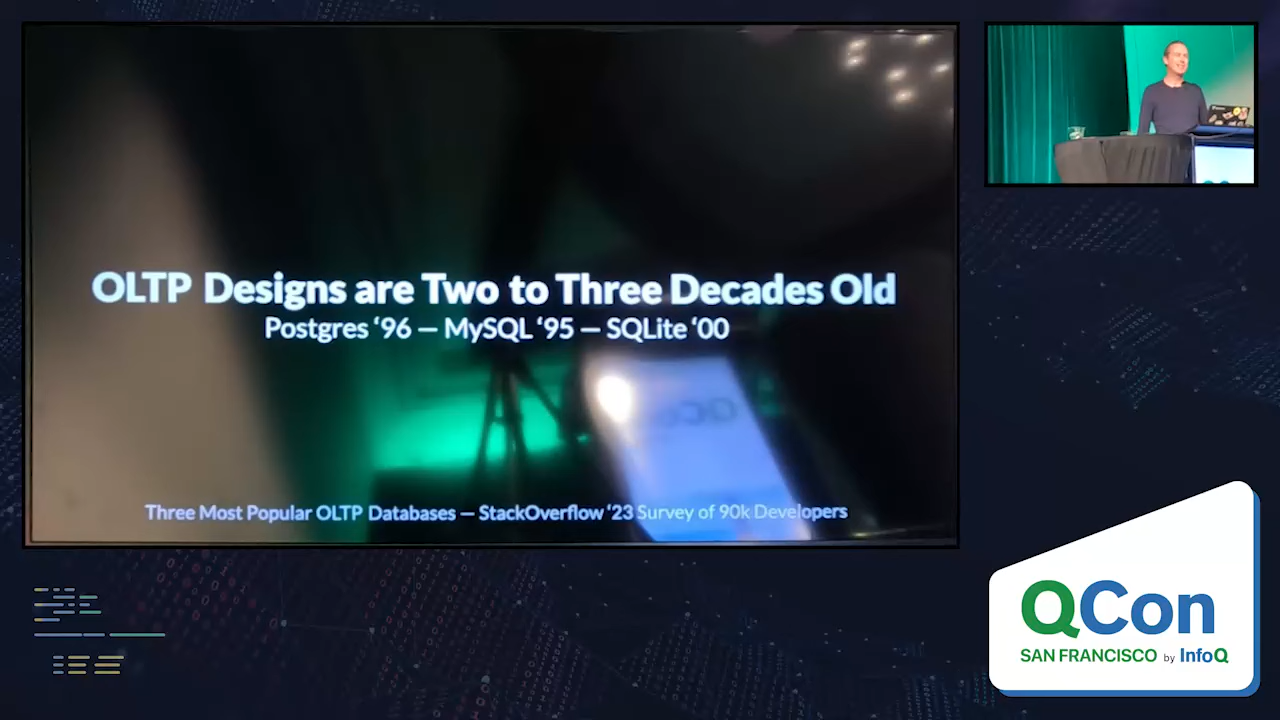 OLTP Designs are Two to Three Decades Old
Postgres ‘96 — MySQL ‘95 — SQLite ‘00
Three Most Popular OLTP Databases — StackOverflow ‘23 Survey of 90k Developers
QCon
QCon
SAN FRANCISCO by InfoQ